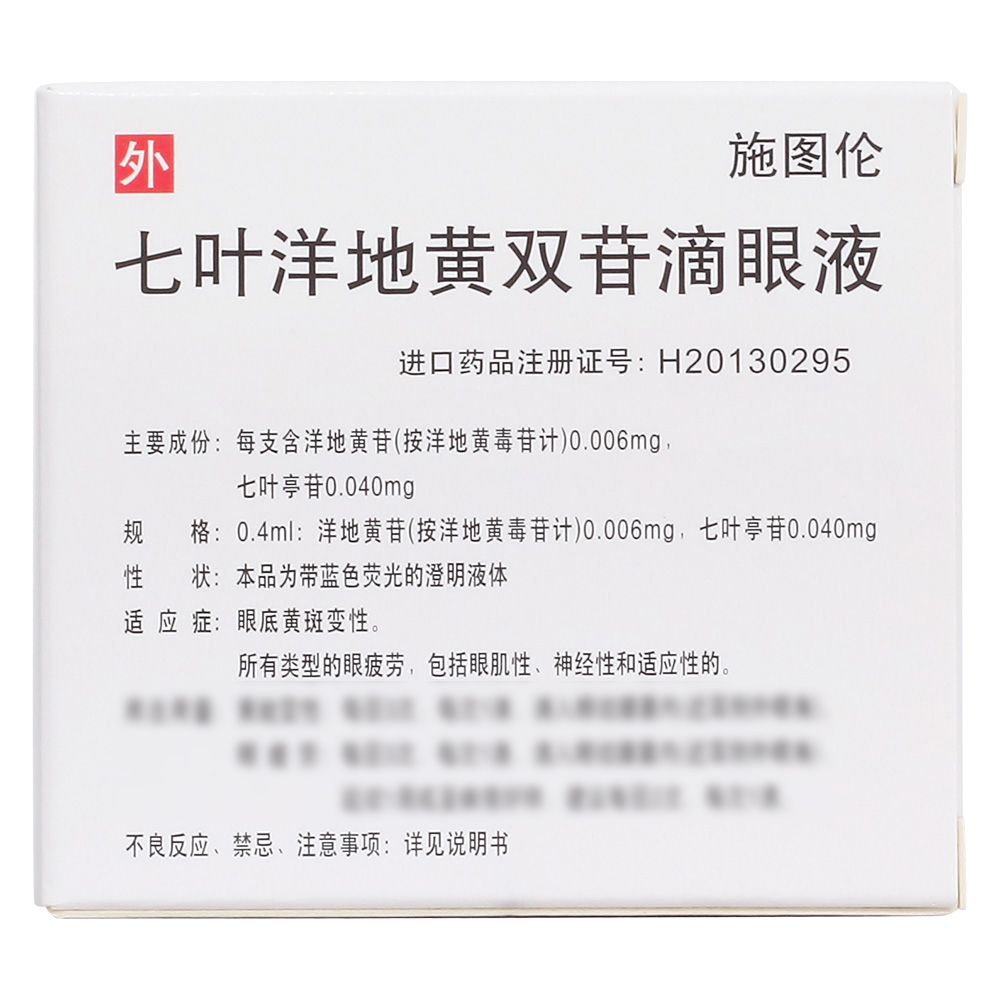 外
施图伦
七叶洋地黄双苷滴眼液
进口药品注册证号：H20130295
主要成份：每支含洋地黄苷(按洋地黄毒苷计)0.006mg，
七叶亭苷0.040mg
规 格：0.4ml：洋地黄苷(按洋地黄毒苷计)0.006mg，七叶亭苷0.040mg
性 状：本品为带蓝色荧光的澄明液体
适 应 症：眼底黄斑变性。
所有类型的眼疲劳，包括眼肌性、神经性和适应性的。
不良反应、禁忌、注意事项：详见说明书